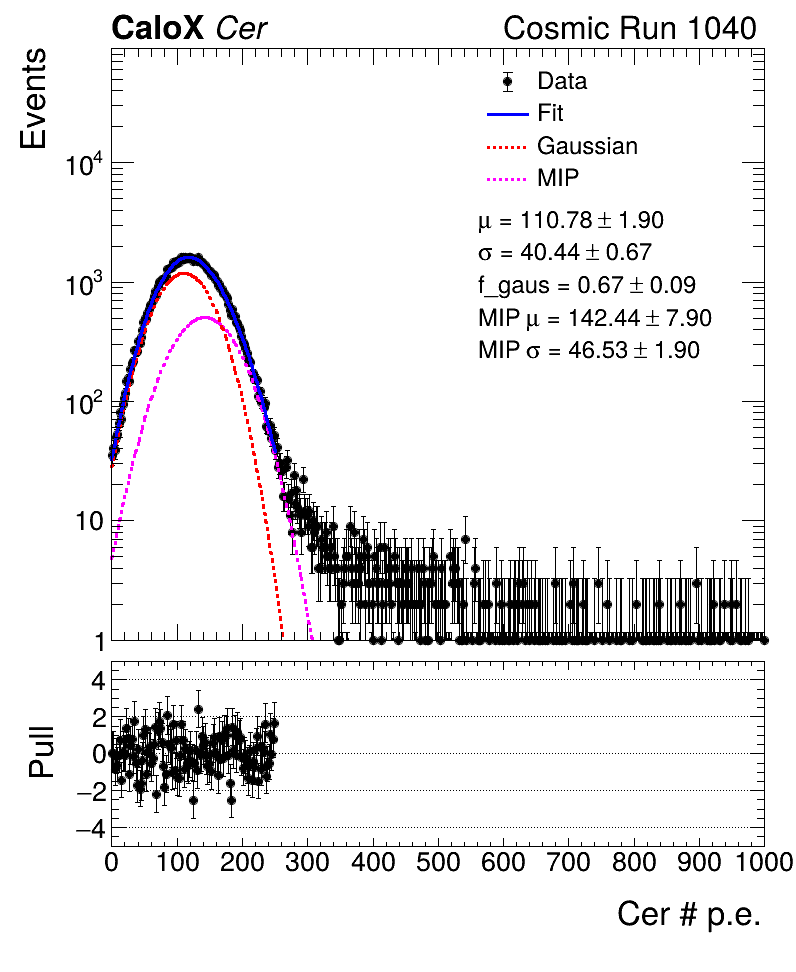 CaloX Cer
Cosmic Run 1040
Events
10⁴
10³
10²
10
1
Data
Fit
Gaussian
MIP
μ = 110.78 ± 1.90
σ = 40.44 ± 0.67
f_gaus = 0.67 ± 0.09
MIP μ = 142.44 ± 7.90
MIP σ = 46.53 ± 1.90
Pull
4
2
0
−2
−4
0 100 200 300 400 500 600 700 800 900 1000
Cer # p.e.